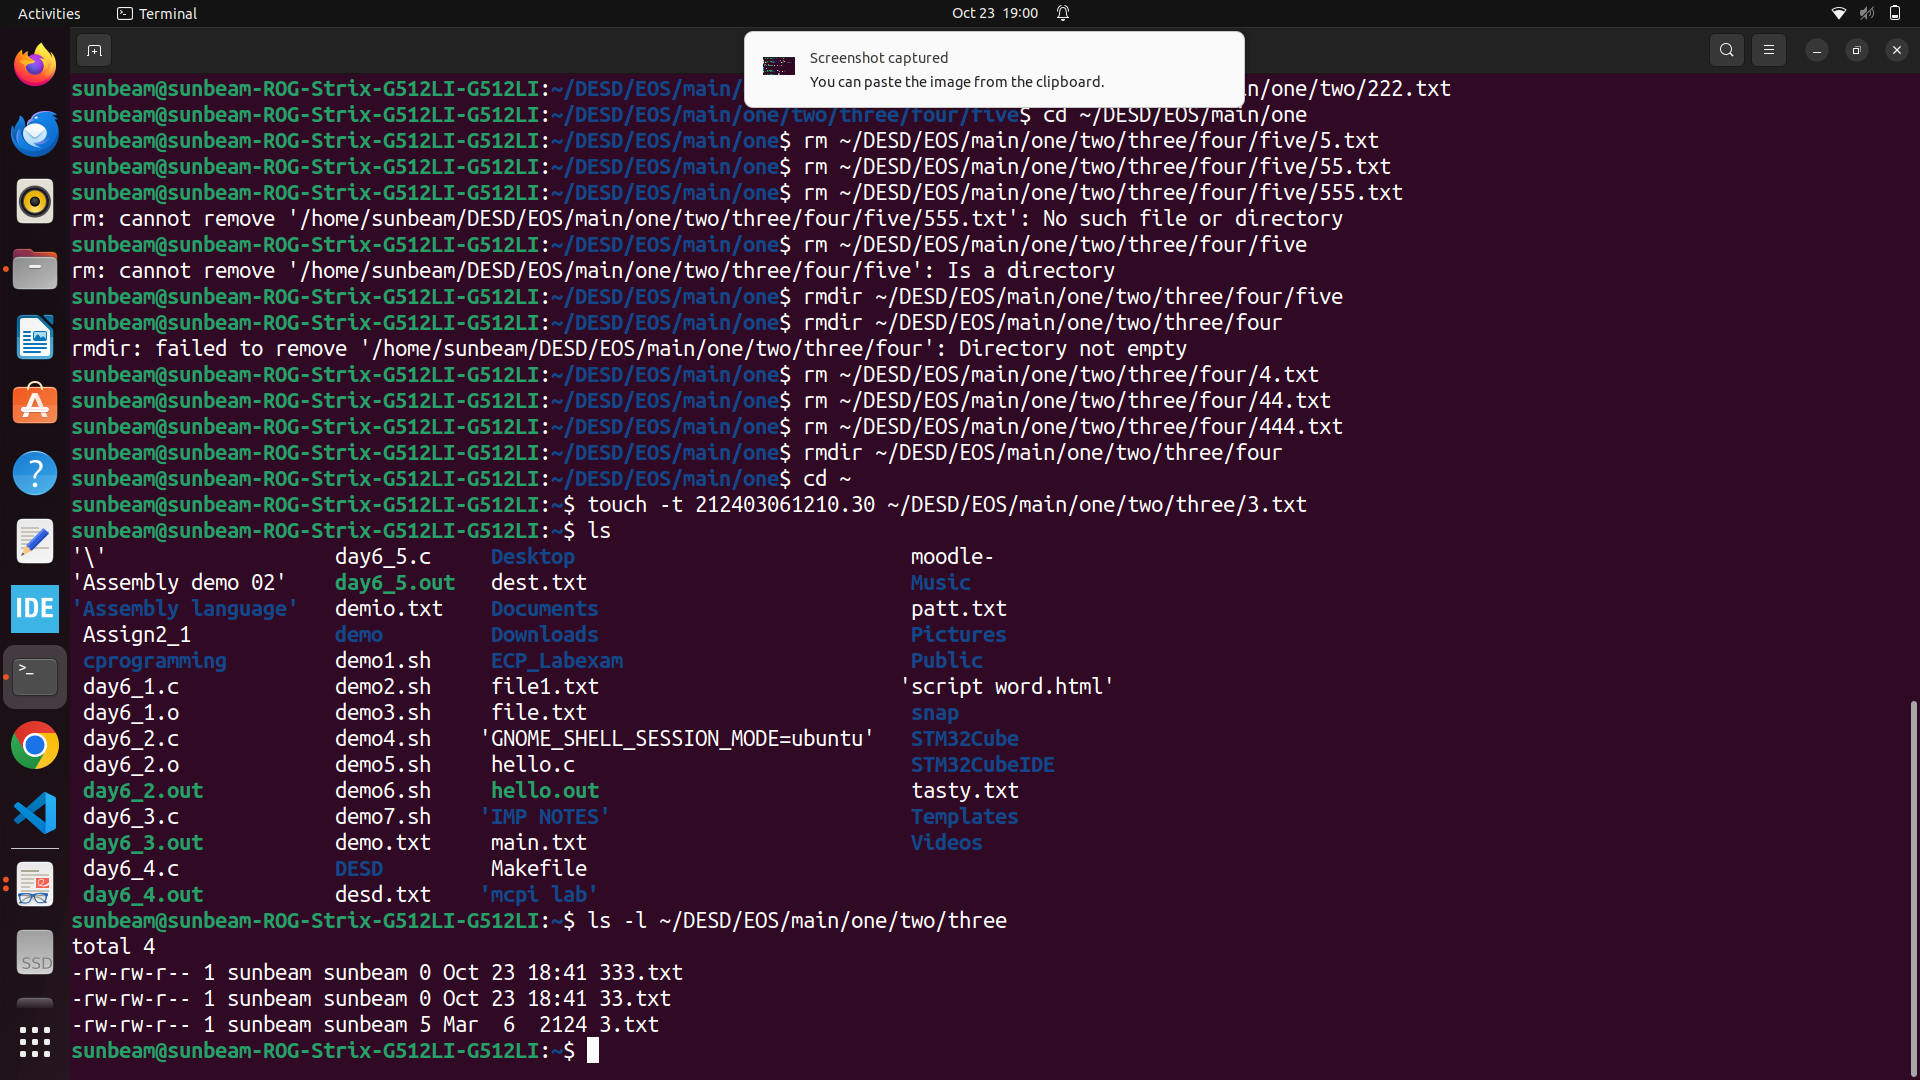 Activities Terminal Oct 23 19:00
Screenshot captured
You can paste the image from the clipboard.
sunbeam@sunbeam-ROG-Strix-G512LI-G512LI:~/DESD/EOS/main/ n/one/two/222.txt
sunbeam@sunbeam-ROG-Strix-G512LI-G512LI:~/DESD/EOS/main/one/two/three/four/five$ cd ~/DESD/EOS/main/one
sunbeam@sunbeam-ROG-Strix-G512LI-G512LI:~/DESD/EOS/main/one$ rm ~/DESD/EOS/main/one/two/three/four/five/5.txt
sunbeam@sunbeam-ROG-Strix-G512LI-G512LI:~/DESD/EOS/main/one$ rm ~/DESD/EOS/main/one/two/three/four/five/55.txt
sunbeam@sunbeam-ROG-Strix-G512LI-G512LI:~/DESD/EOS/main/one$ rm ~/DESD/EOS/main/one/two/three/four/five/555.txt
rm: cannot remove '/home/sunbeam/DESD/EOS/main/one/two/three/four/five/555.txt': No such file or directory
sunbeam@sunbeam-ROG-Strix-G512LI-G512LI:~/DESD/EOS/main/one$ rm ~/DESD/EOS/main/one/two/three/four/five
rm: cannot remove '/home/sunbeam/DESD/EOS/main/one/two/three/four/five': Is a directory
sunbeam@sunbeam-ROG-Strix-G512LI-G512LI:~/DESD/EOS/main/one$ rmdir ~/DESD/EOS/main/one/two/three/four/five
sunbeam@sunbeam-ROG-Strix-G512LI-G512LI:~/DESD/EOS/main/one$ rmdir ~/DESD/EOS/main/one/two/three/four
rmdir: failed to remove '/home/sunbeam/DESD/EOS/main/one/two/three/four': Directory not empty
sunbeam@sunbeam-ROG-Strix-G512LI-G512LI:~/DESD/EOS/main/one$ rm ~/DESD/EOS/main/one/two/three/four/4.txt
sunbeam@sunbeam-ROG-Strix-G512LI-G512LI:~/DESD/EOS/main/one$ rm ~/DESD/EOS/main/one/two/three/four/44.txt
sunbeam@sunbeam-ROG-Strix-G512LI-G512LI:~/DESD/EOS/main/one$ rm ~/DESD/EOS/main/one/two/three/four/444.txt
sunbeam@sunbeam-ROG-Strix-G512LI-G512LI:~/DESD/EOS/main/one$ rmdir ~/DESD/EOS/main/one/two/three/four
sunbeam@sunbeam-ROG-Strix-G512LI-G512LI:~/DESD/EOS/main/one$ cd ~
sunbeam@sunbeam-ROG-Strix-G512LI-G512LI:~$ touch -t 212403061210.30 ~/DESD/EOS/main/one/two/three/3.txt
sunbeam@sunbeam-ROG-Strix-G512LI-G512LI:~$ ls
'\' day6_5.c Desktop moodle-
'Assembly demo 02' day6_5.out dest.txt Music
'Assembly language' demio.txt Documents patt.txt
Assign2_1 demo Downloads Pictures
cprogramming demo1.sh ECP_Labexam Public
day6_1.c demo2.sh file1.txt 'script word.html'
day6_1.o demo3.sh file.txt snap
day6_2.c demo4.sh 'GNOME_SHELL_SESSION_MODE=ubuntu' STM32Cube
day6_2.o demo5.sh hello.c STM32CubeIDE
day6_2.out demo6.sh hello.out tasty.txt
day6_3.c demo7.sh 'IMP NOTES' Templates
day6_3.out demo.txt main.txt Videos
day6_4.c DESD Makefile
day6_4.out desd.txt 'mcpi lab'
sunbeam@sunbeam-ROG-Strix-G512LI-G512LI:~$ ls -l ~/DESD/EOS/main/one/two/three
total 4
-rw-rw-r-- 1 sunbeam sunbeam 0 Oct 23 18:41 333.txt
-rw-rw-r-- 1 sunbeam sunbeam 0 Oct 23 18:41 33.txt
-rw-rw-r-- 1 sunbeam sunbeam 5 Mar  6  2124 3.txt
sunbeam@sunbeam-ROG-Strix-G512LI-G512LI:~$
?
IDE
>_
SSD